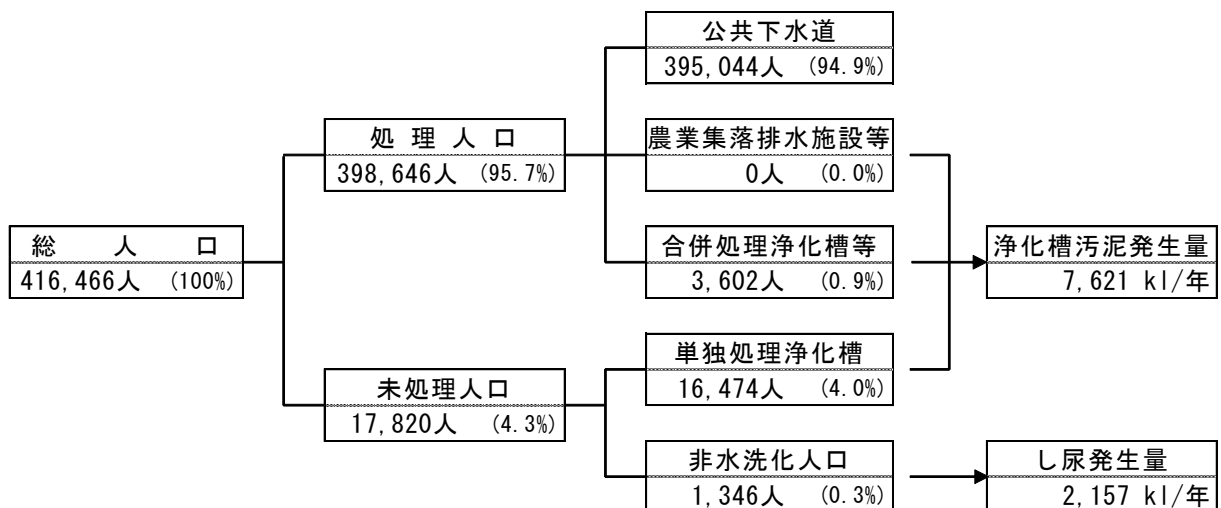 公共下水道
395,044人 (94.9%)
処理人口
398,646人 (95.7%)
農業集落排水施設等
0人 (0.0%)
総人口
416,466人 (100%)
合併処理浄化槽等
3,602人 (0.9%)
浄化槽汚泥発生量
7,621 kl/年
単独処理浄化槽
16,474人 (4.0%)
未処理人口
17,820人 (4.3%)
非水洗化人口
1,346人 (0.3%)
し尿発生量
2,157 kl/年